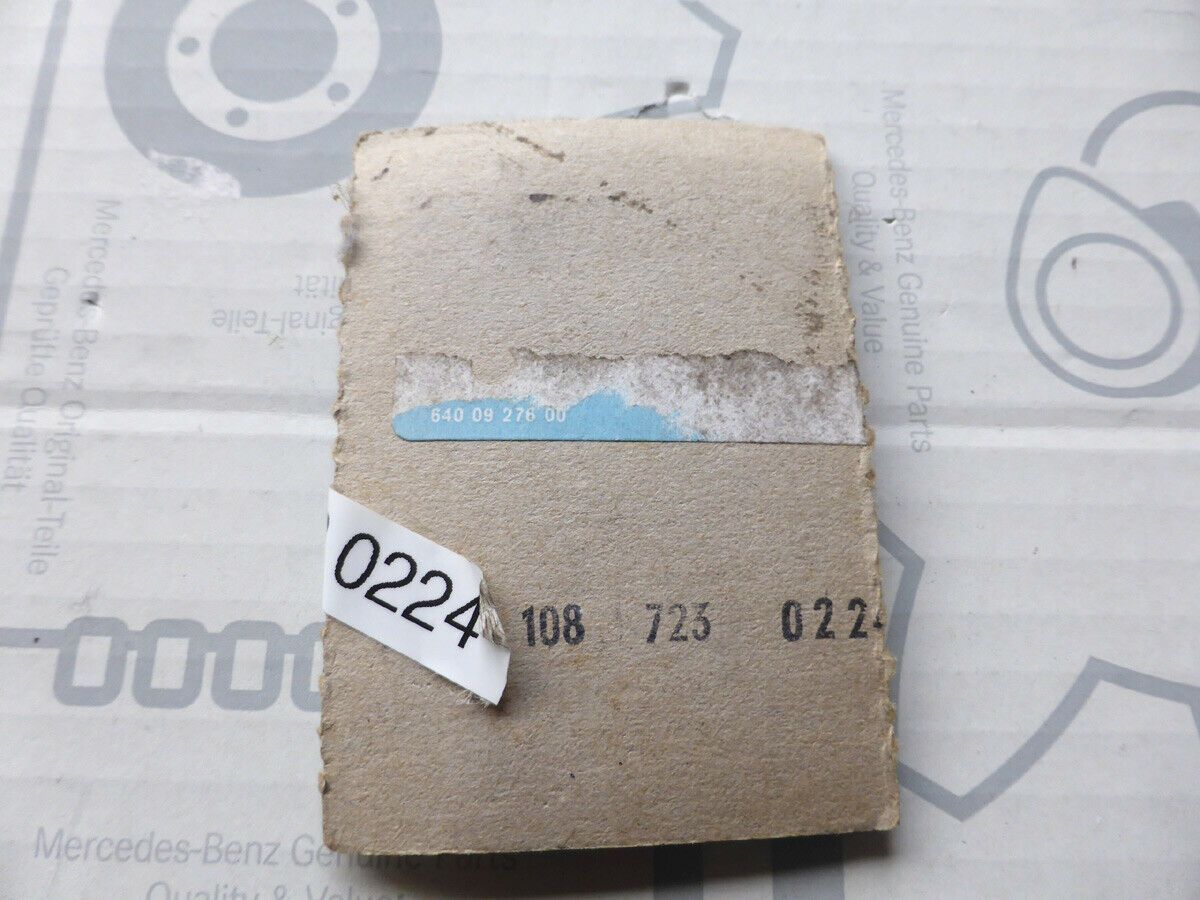 Mercedes-Benz Original-Teile
Geprüfte Qualität
Mercedes-Benz Genuine Parts
Quality & Value
640 09 276 00
0224
108 723 022
Mercedes-Benz Genuine Parts
Quality & Value